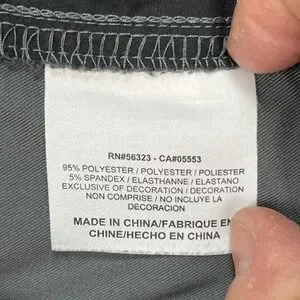 RN#56323 - CA#05553
95% POLYESTER / POLYESTER / POLIESTER
5% SPANDEX / ELASTHANNE / ELASTANO
EXCLUSIVE OF DECORATION / DECORATION
NON COMPRISE / NO INCLUYE LA
DECORACION
MADE IN CHINA/FABRIQUE EN
CHINE/HECHO EN CHINA